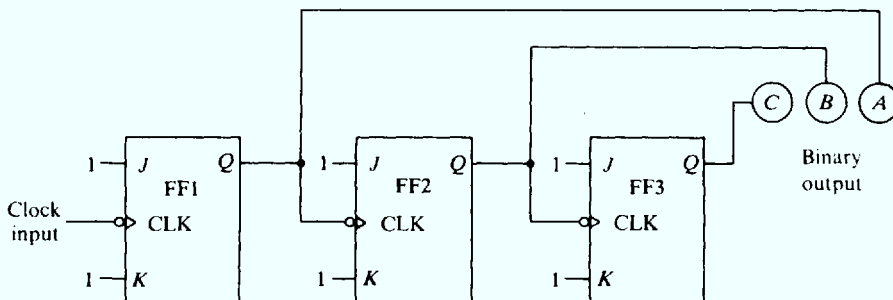 C B A
1 J Q 1 J Q 1 J Q Binary
FF1 FF2 FF3 output
Clock
input CLK CLK CLK
1 K 1 K 1 K